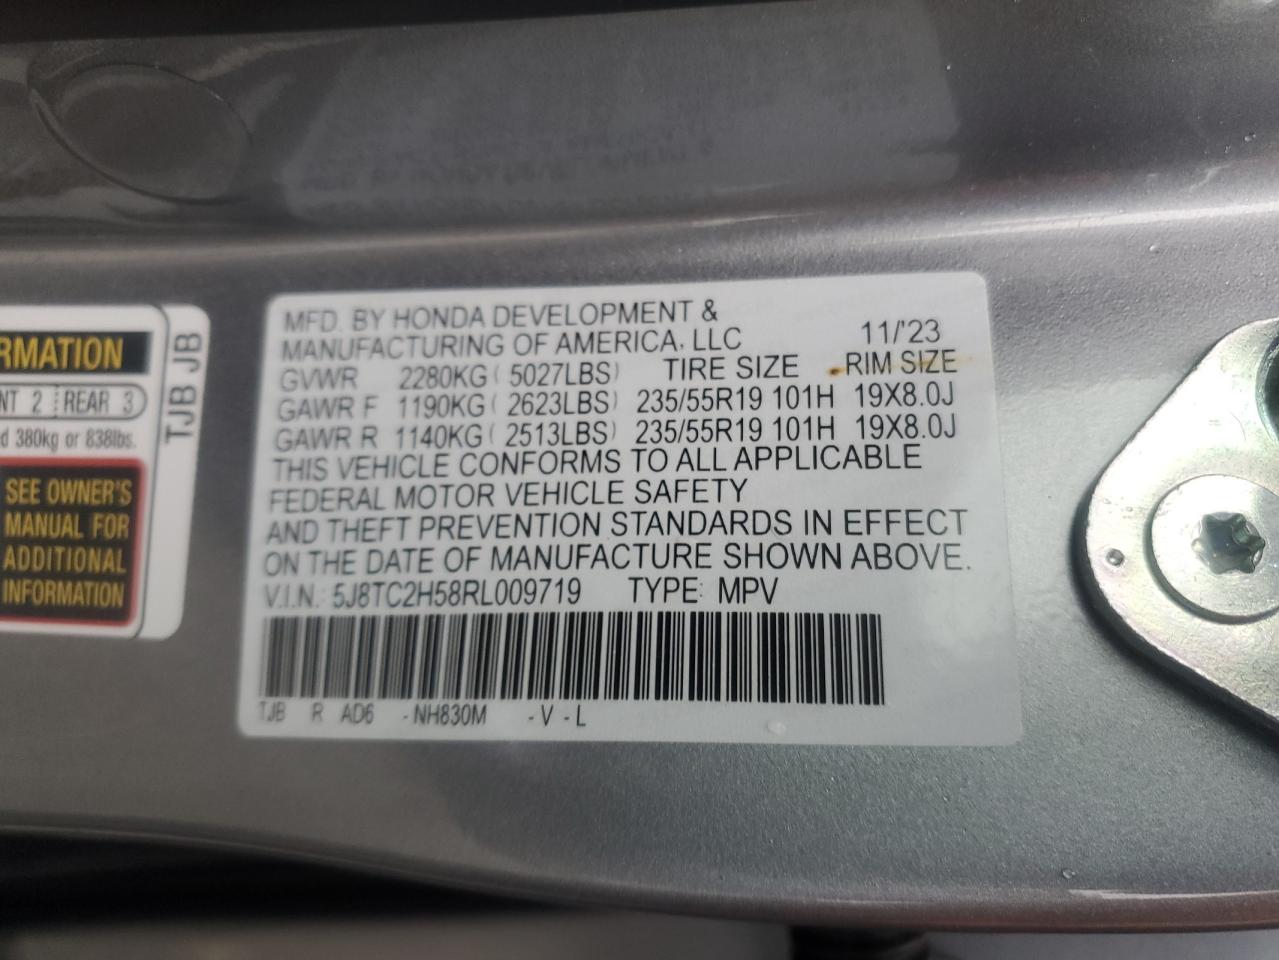 MFD. BY HONDA DEVELOPMENT &
MANUFACTURING OF AMERICA, LLC 11/'23
GVWR 2280KG ( 5027LBS) TIRE SIZE RIM SIZE
GAWR F 1190KG ( 2623LBS) 235/55R19 101H 19X8.0J
GAWR R 1140KG ( 2513LBS) 235/55R19 101H 19X8.0J
THIS VEHICLE CONFORMS TO ALL APPLICABLE
FEDERAL MOTOR VEHICLE SAFETY
AND THEFT PREVENTION STANDARDS IN EFFECT
ON THE DATE OF MANUFACTURE SHOWN ABOVE.
V.I.N.: 5J8TC2H58RL009719 TYPE: MPV
TJB R AD6 -NH830M -V -L
RMATION
NT 2 REAR 3
d 380kg or 838lbs.
SEE OWNER'S
MANUAL FOR
ADDITIONAL
INFORMATION
TJB JB